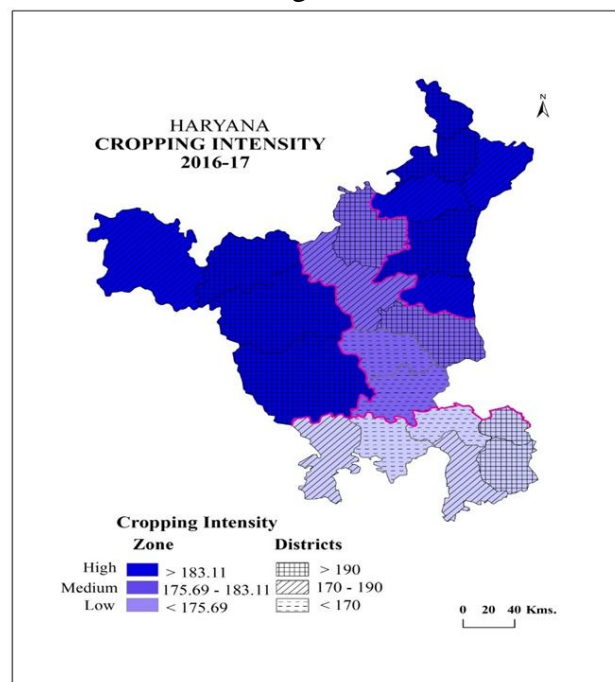 N
HARYANA
CROPPING INTENSITY
2016-17
Cropping Intensity
Zone Districts
High > 183.11 > 190
Medium 175.69 - 183.11 170 - 190
Low < 175.69 < 170
0 20 40 Kms.